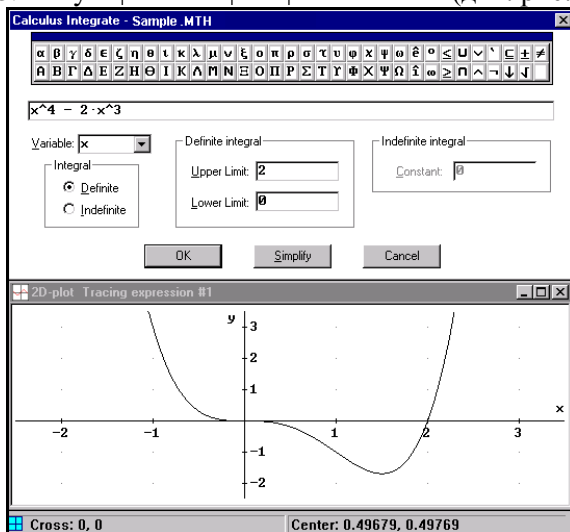 Calculus Integrate - Sample .MTH
α β γ δ ε ζ η θ ι κ λ μ ν ξ ο π ρ σ τ υ φ χ ψ ω ê º ≤ ∪ ∨ ` ⊆ ± ≠
Α Β Γ Δ Ε Ζ Η Θ Ι Κ Λ Μ Ν Ξ Ο Π Ρ Σ Τ Υ Φ Χ Ψ Ω î ∞ ≥ ∩ ∧ ¬ ↓ √
x^4 - 2·x^3
Variable: x
Integral
Definite
Indefinite
Definite integral
Upper Limit: 2
Lower Limit: 0
Indefinite integral
Constant: 0
OK Simplify Cancel
2D-plot Tracing expression #1
y
3
2
1
x
-2 -1 1 2 3
-1
-2
Cross: 0, 0 Center: 0.49679, 0.49769